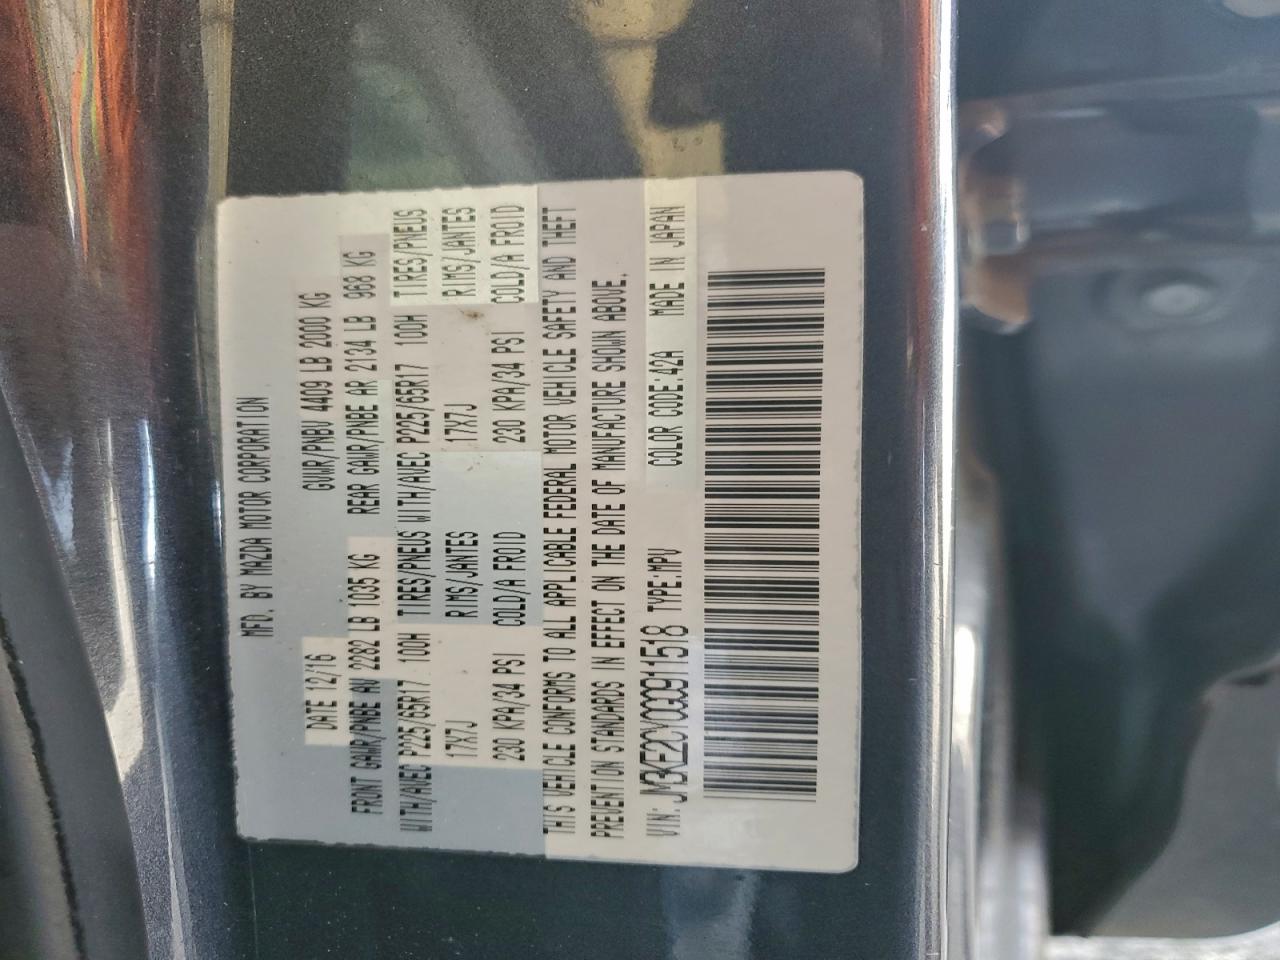 MFD. BY MAZDA MOTOR CORPORATION
DATE 12/16 GVWR/PNBV 4409 LB 2000 KG
FRONT GAWR/PNBE AV 2282 LB 1035 KG REAR GAWR/PNBE AR 2134 LB 968 KG
WITH/AVEC P225/65R17 100H TIRES/PNEUS WITH/AVEC P225/65R17 100H TIRES/PNEUS
17X7J RIMS/JANTES 17X7J RIMS/JANTES
230 KPA/34 PSI COLD/A FROID 230 KPA/34 PSI COLD/A FROID
THIS VEHICLE CONFORMS TO ALL APPLICABLE FEDERAL MOTOR VEHICLE SAFETY AND THEFT
PREVENTION STANDARDS IN EFFECT ON THE DATE OF MANUFACTURE SHOWN ABOVE.
VIN: JM3KE2CY0G0911518 TYPE:MPV COLOR CODE:42A MADE IN JAPAN